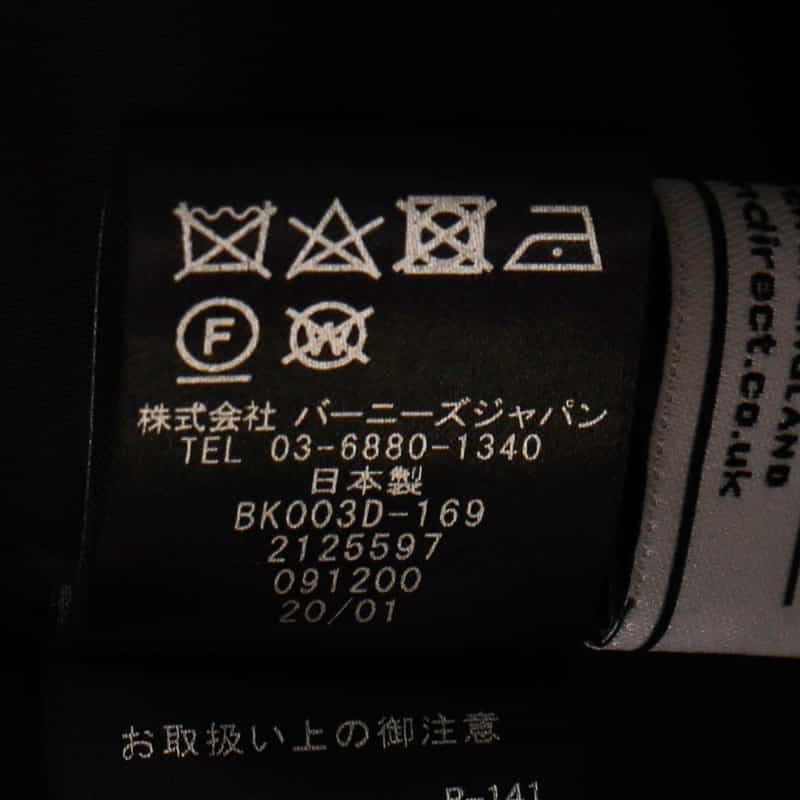 F
W
株式会社 バーニーズジャパン
TEL 03-6880-1340
日本製
BK003D-169
2125597
091200
20/01
お取扱い上の御注意
direct.co.uk